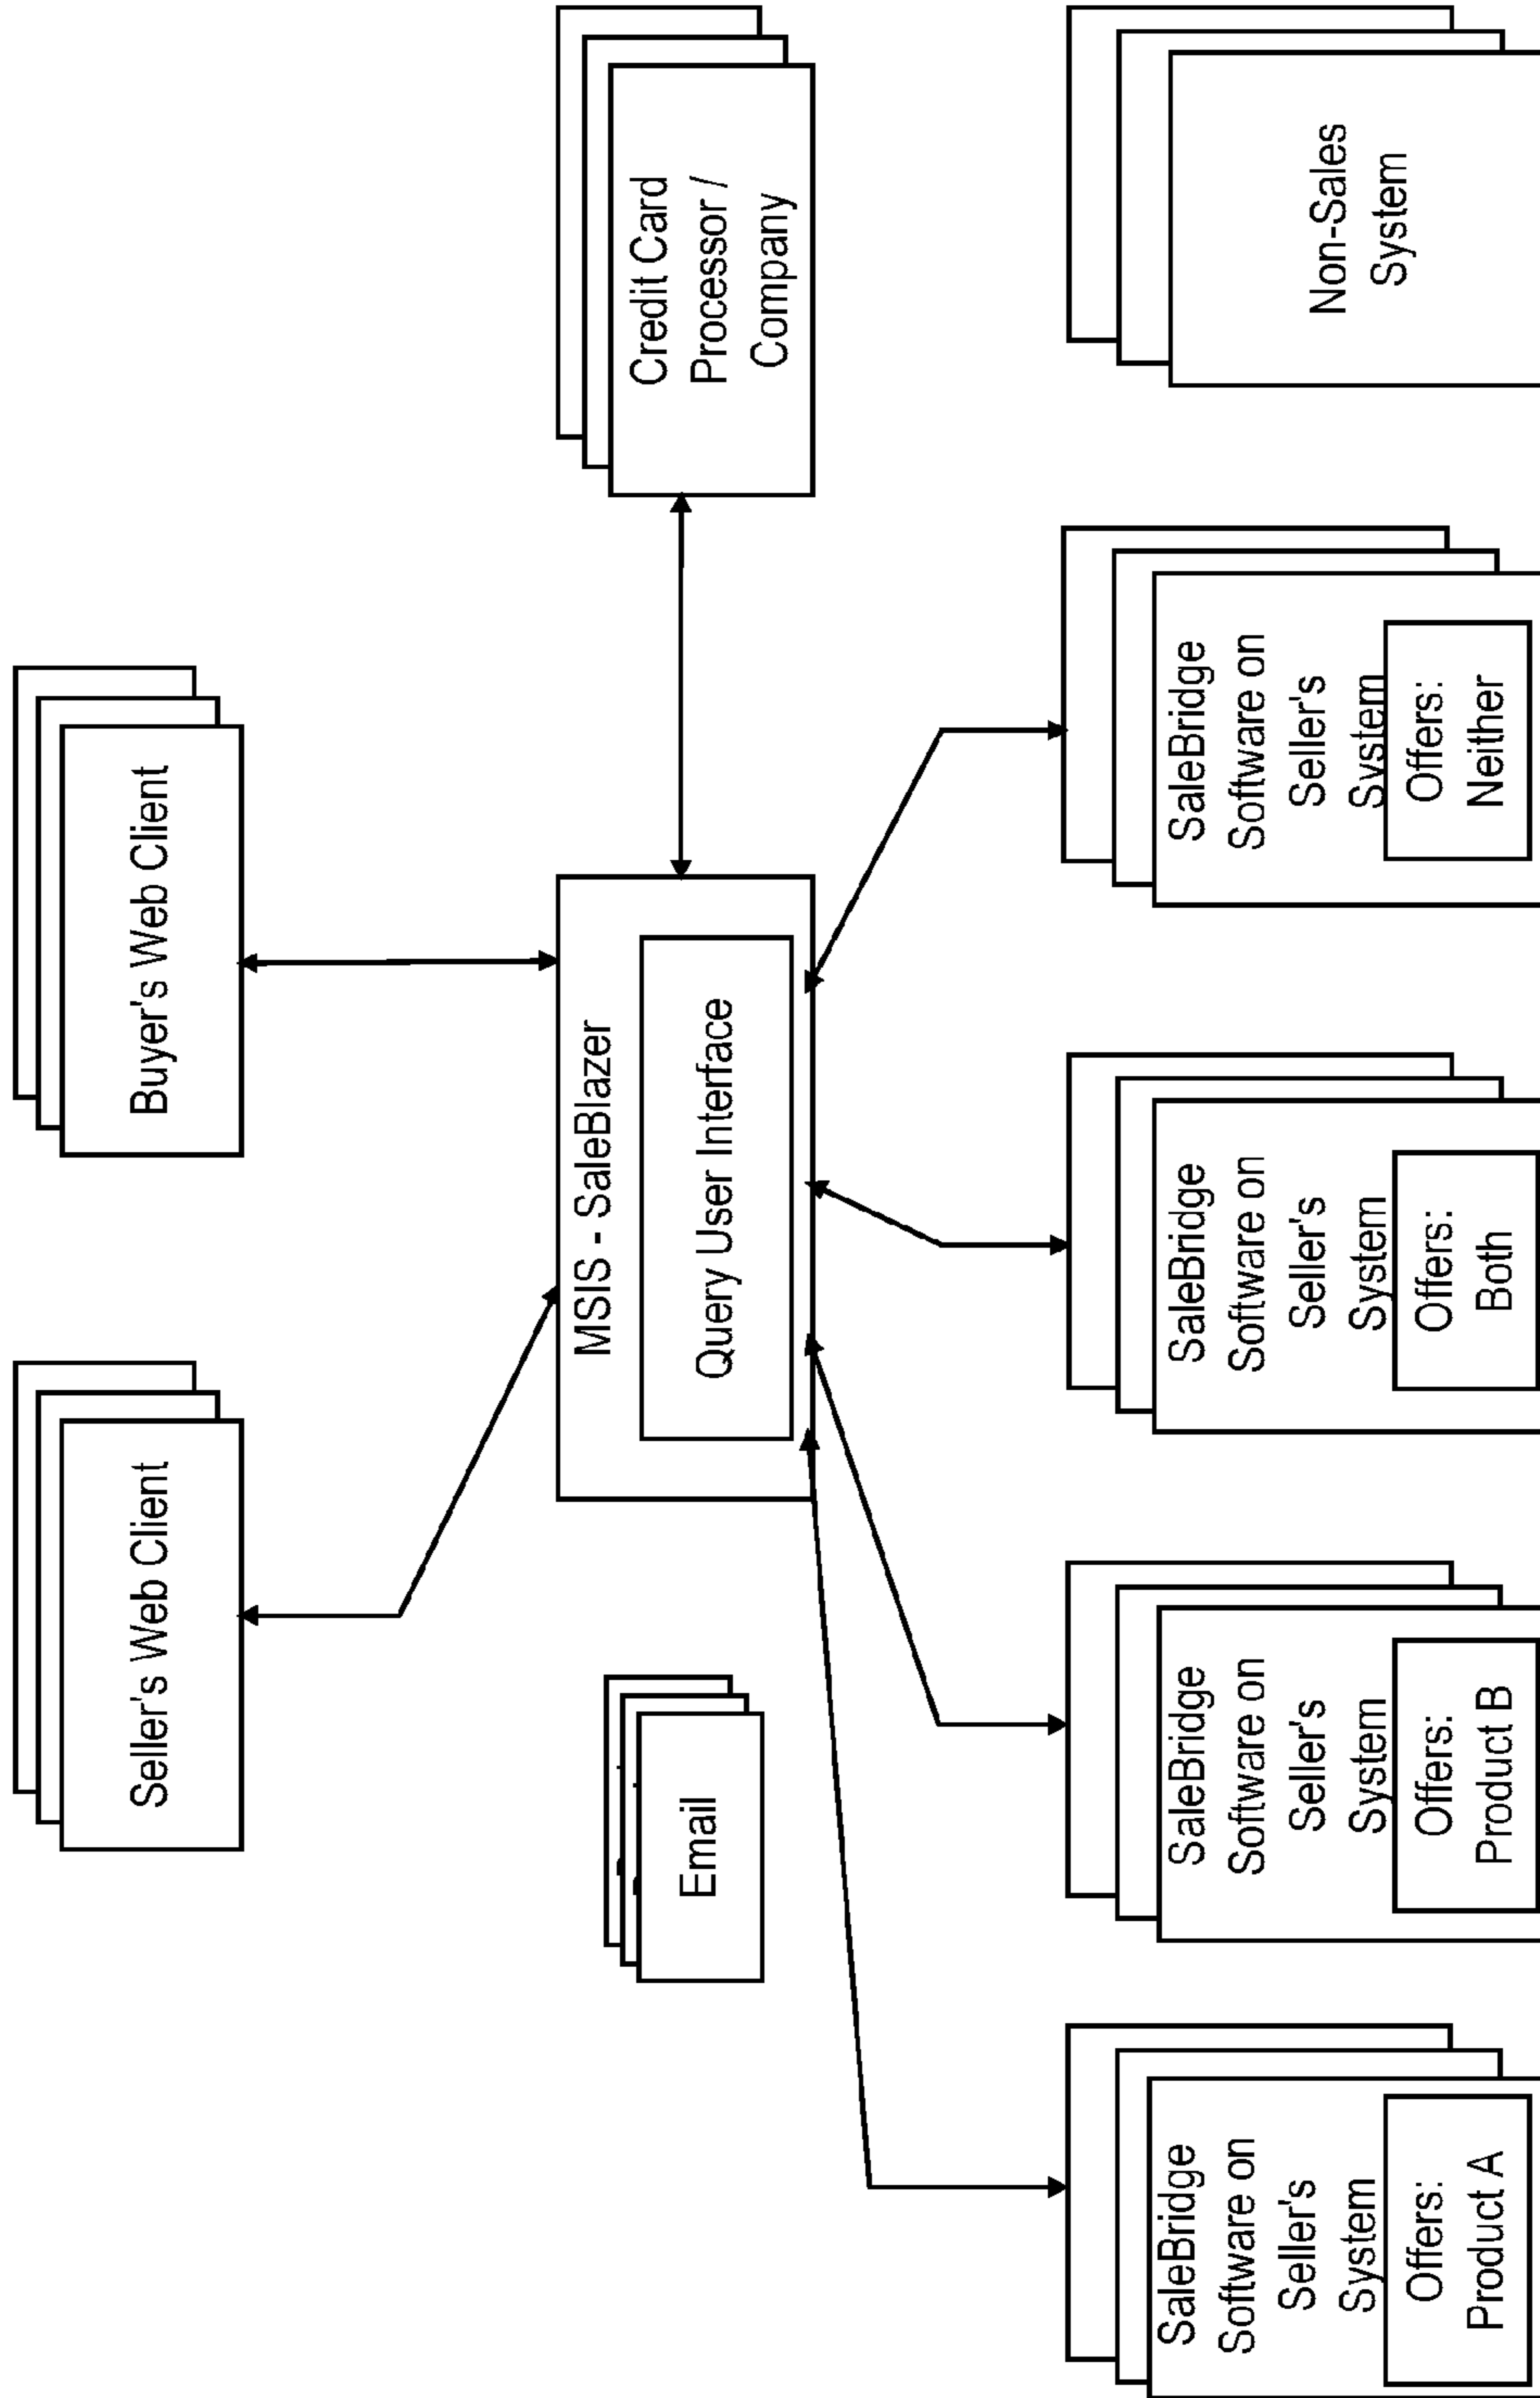 Seller's Web Client
Buyer's Web Client
Email
MSIS - SaleBlazer
Query User Interface
Credit Card
Processor /
Company
SaleBridge
Software on
Seller's
System
Offers:
Product A
SaleBridge
Software on
Seller's
System
Offers:
Product B
SaleBridge
Software on
Seller's
System
Offers:
Both
SaleBridge
Software on
Seller's
System
Offers:
Neither
Non-Sales
System